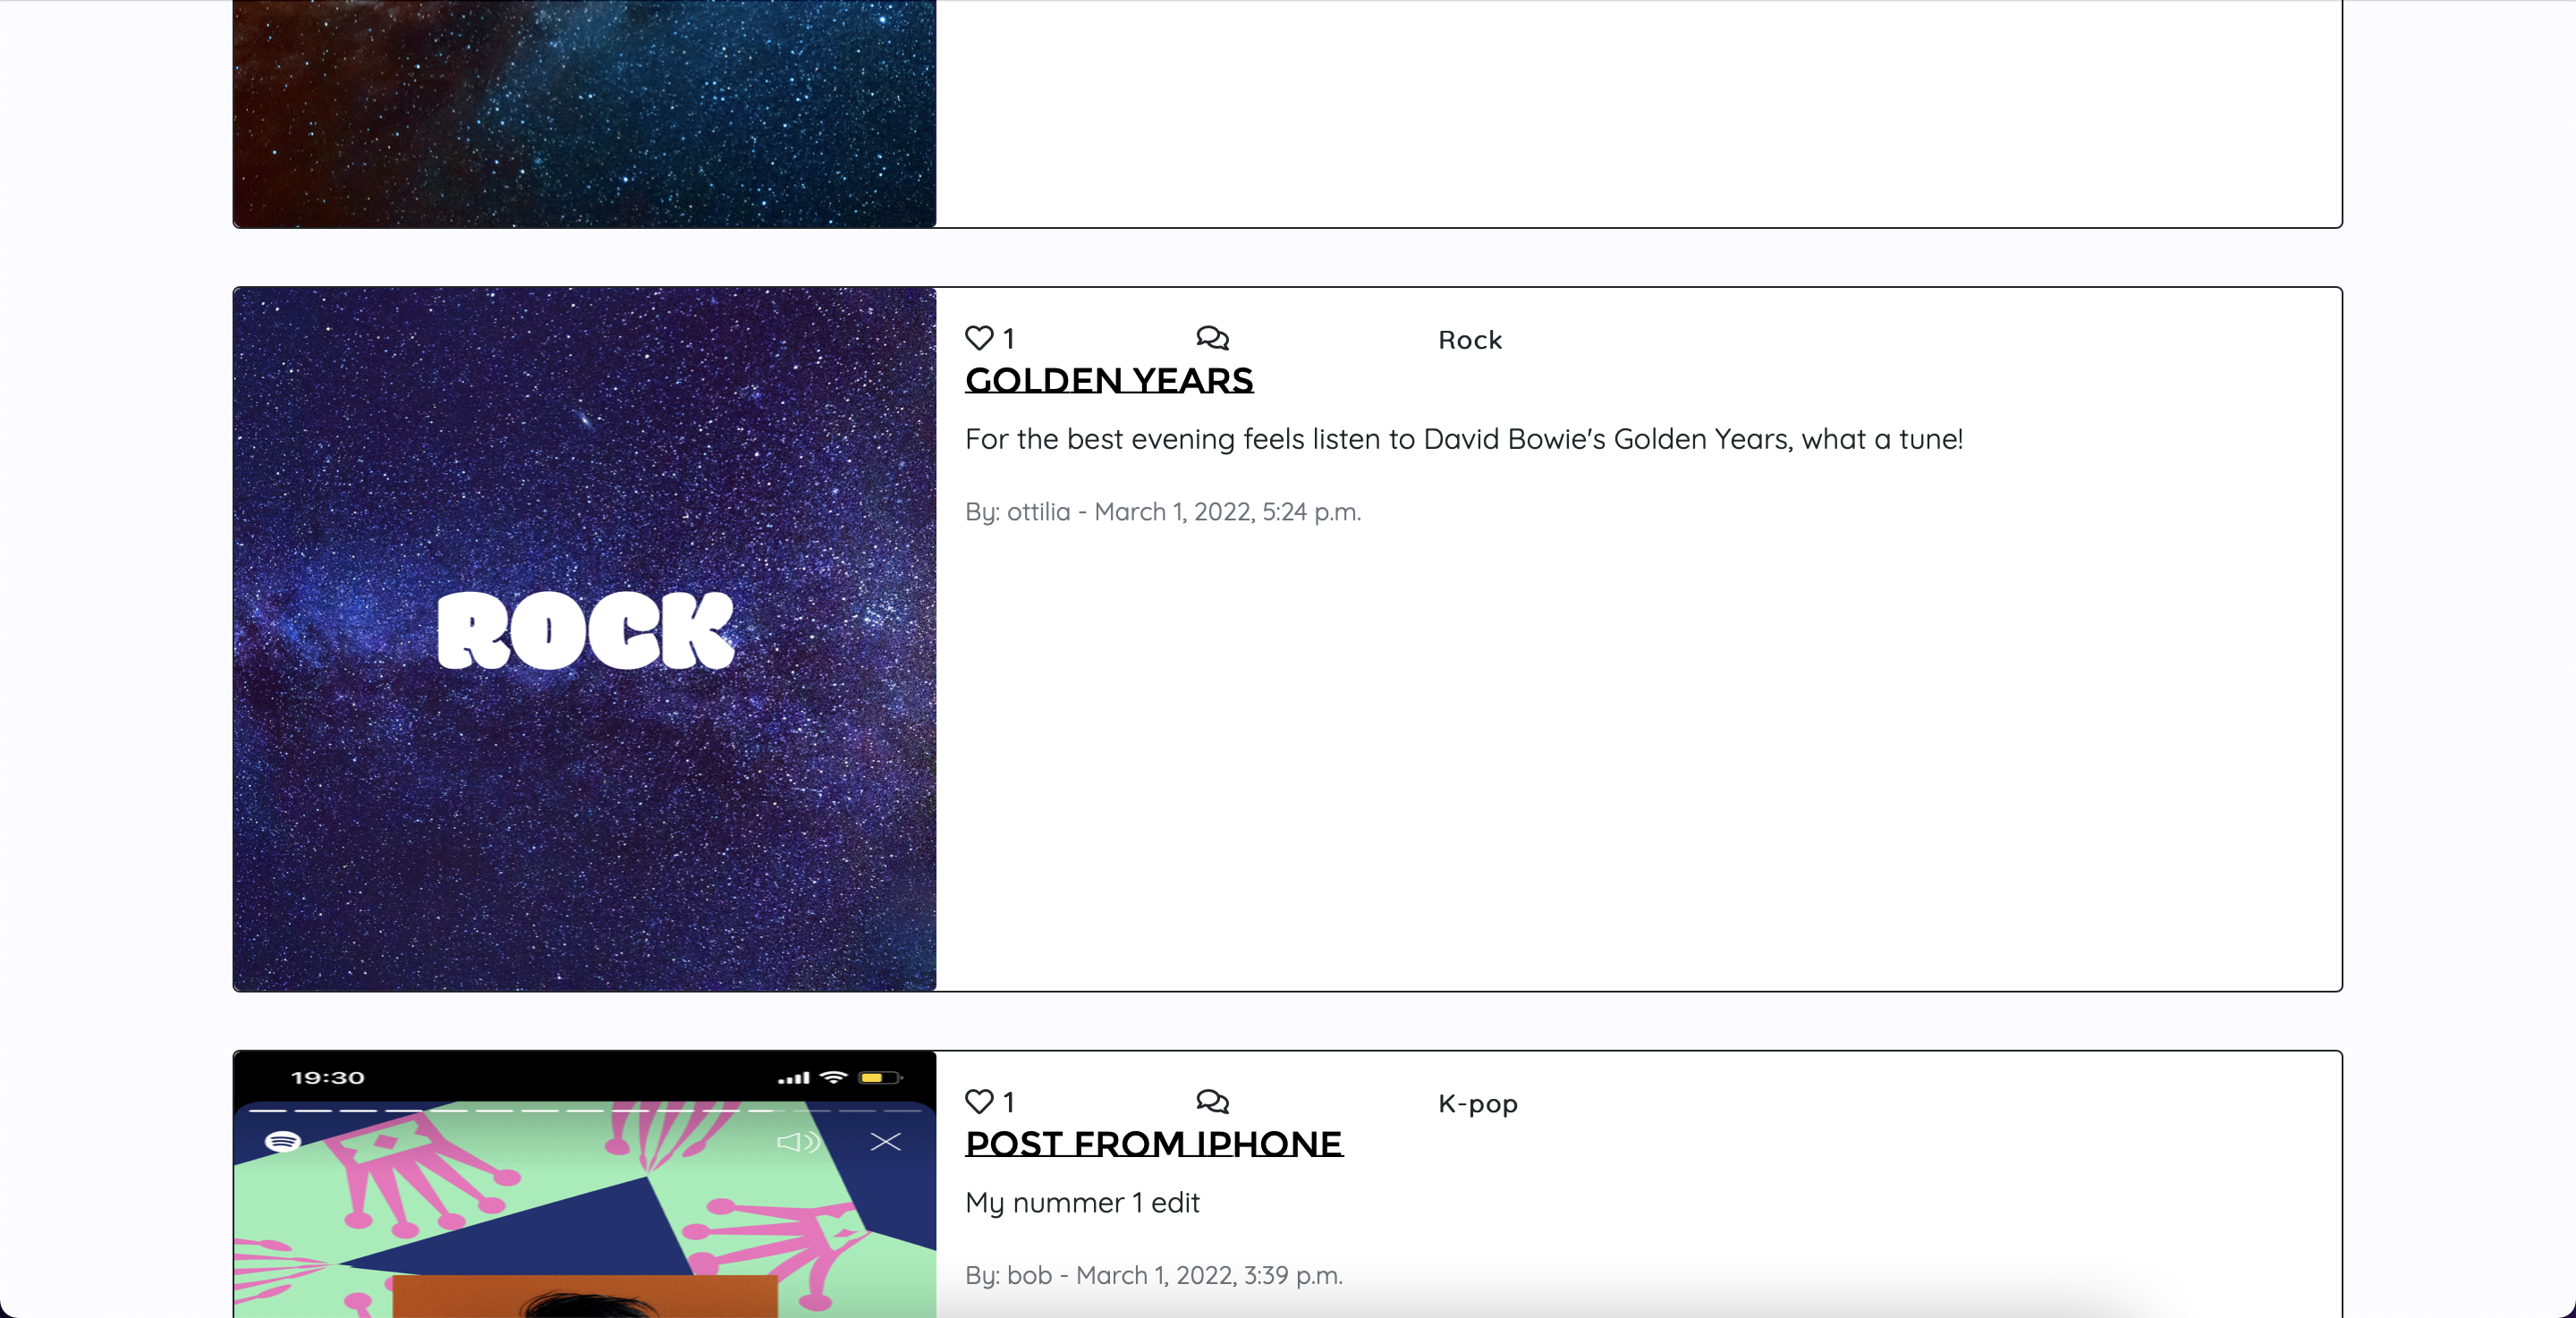 1
Rock
GOLDEN YEARS
For the best evening feels listen to David Bowie's Golden Years, what a tune!
By: ottilia - March 1, 2022, 5:24 p.m.
ROCK
19:30
1
K-pop
POST FROM IPHONE
My nummer 1 edit
By: bob - March 1, 2022, 3:39 p.m.